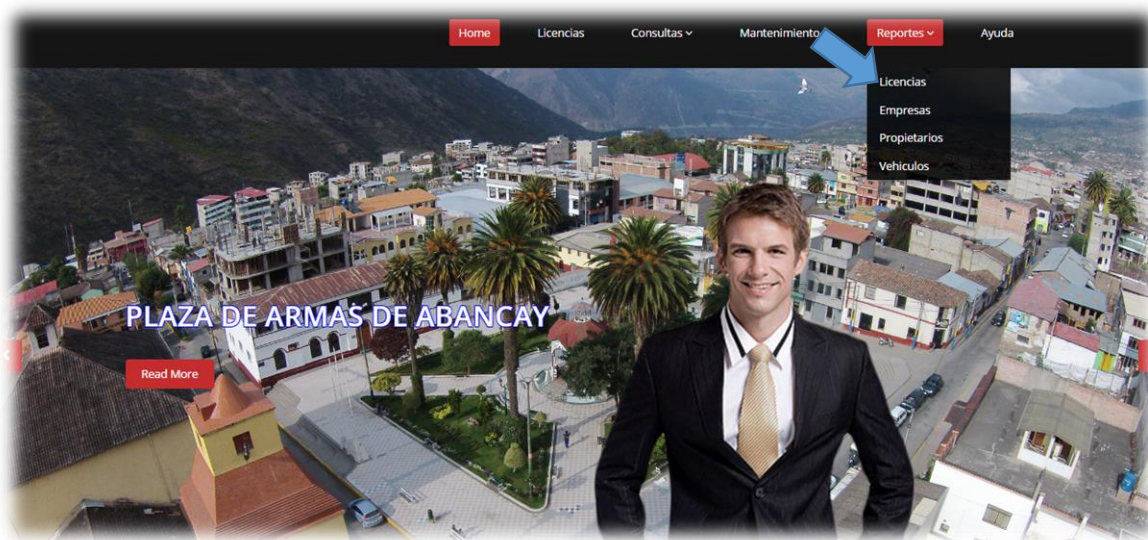 Home Licencias Consultas Mantenimiento Reportes Ayuda
Licencias
Empresas
Propietarios
Vehiculos
PLAZA DE ARMAS DE ABANCAY
Read More